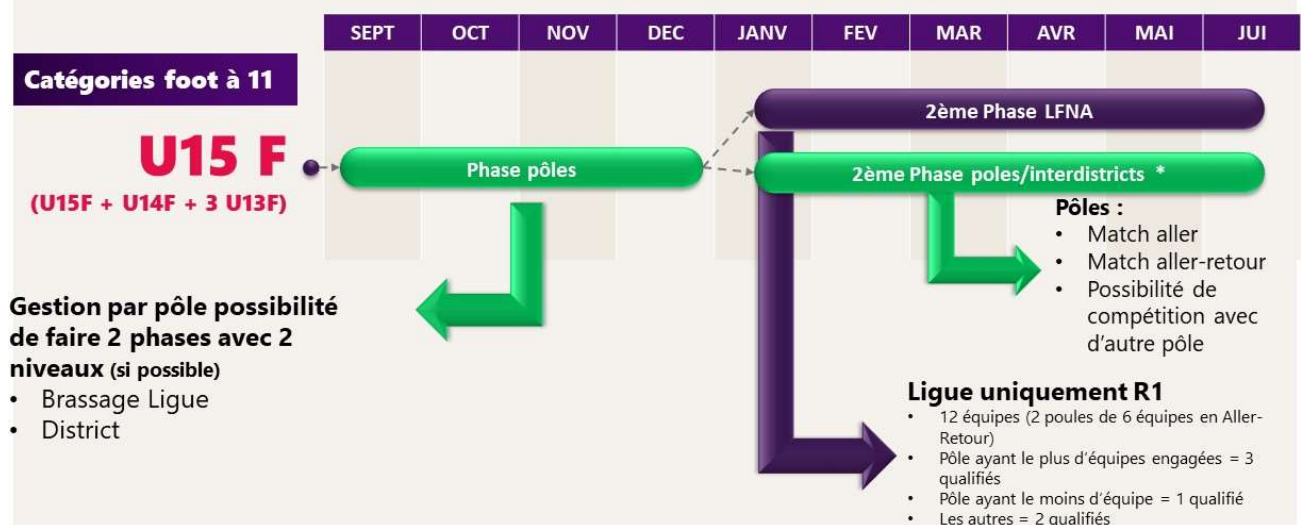 SEPT OCT NOV DEC JANV FEV MAR AVR MAI JUI
Catégories foot à 11
2ème Phase LFNA
U15 F
(U15F + U14F + 3 U13F)
Phase pôles
2ème Phase poles/interdistricts *
Pôles :
• Match aller
• Match aller-retour
• Possibilité de
compétition avec
d'autre pôle
Gestion par pôle possibilité
de faire 2 phases avec 2
niveaux (si possible)
• Brassage Ligue
• District
Ligue uniquement R1
• 12 équipes (2 poules de 6 équipes en Aller-
Retour)
• Pôle ayant le plus d'équipes engagées = 3
qualifiés
• Pôle ayant le moins d'équipe = 1 qualifié
• Les autres = 2 qualifiés